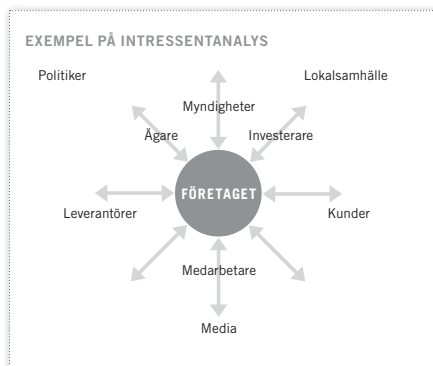 EXEMPEL PÅ INTRESSENTANALYS
Politiker
Lokalsamhälle
Myndigheter
Ägare
Investerare
FÖRETAGET
Leverantörer
Kunder
Medarbetare
Media